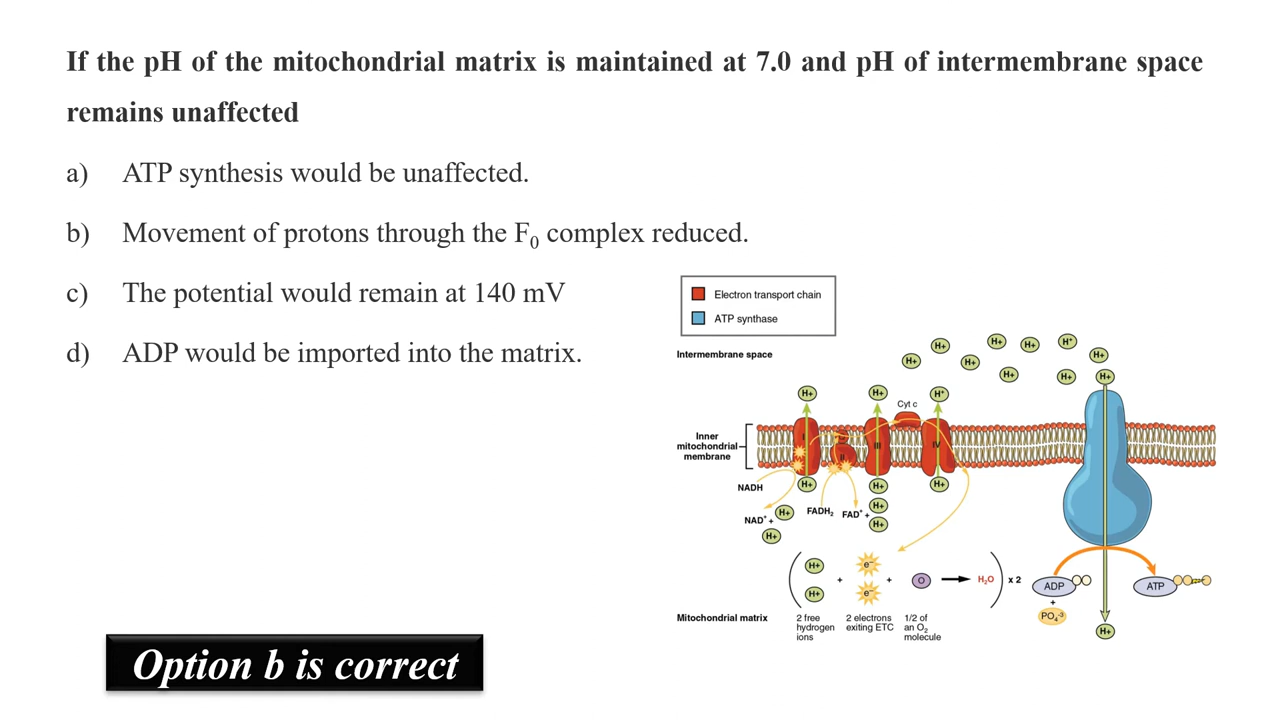 If the pH of the mitochondrial matrix is maintained at 7.0 and pH of intermembrane space
remains unaffected
a) ATP synthesis would be unaffected.
b) Movement of protons through the F₀ complex reduced.
c) The potential would remain at 140 mV
d) ADP would be imported into the matrix.
Electron transport chain
ATP synthase
Intermembrane space
H+ H+ H+ H+ H+ H+ H+ H+ H+ H+
H+ H+ H+
Cyt c
Inner
mitochondrial
membrane
I II III IV
H+ H+ H+
NADH
H+
NAD⁺ + H+
FADH₂ FAD⁺ +
H+
H+
H+ e⁻
+ + O H₂O x 2
H+ e⁻
ADP ATP
+
PO₄⁻³
H+
Mitochondrial matrix
2 free
hydrogen
ions
2 electrons
exiting ETC
1/2 of
an O₂
molecule
Option b is correct